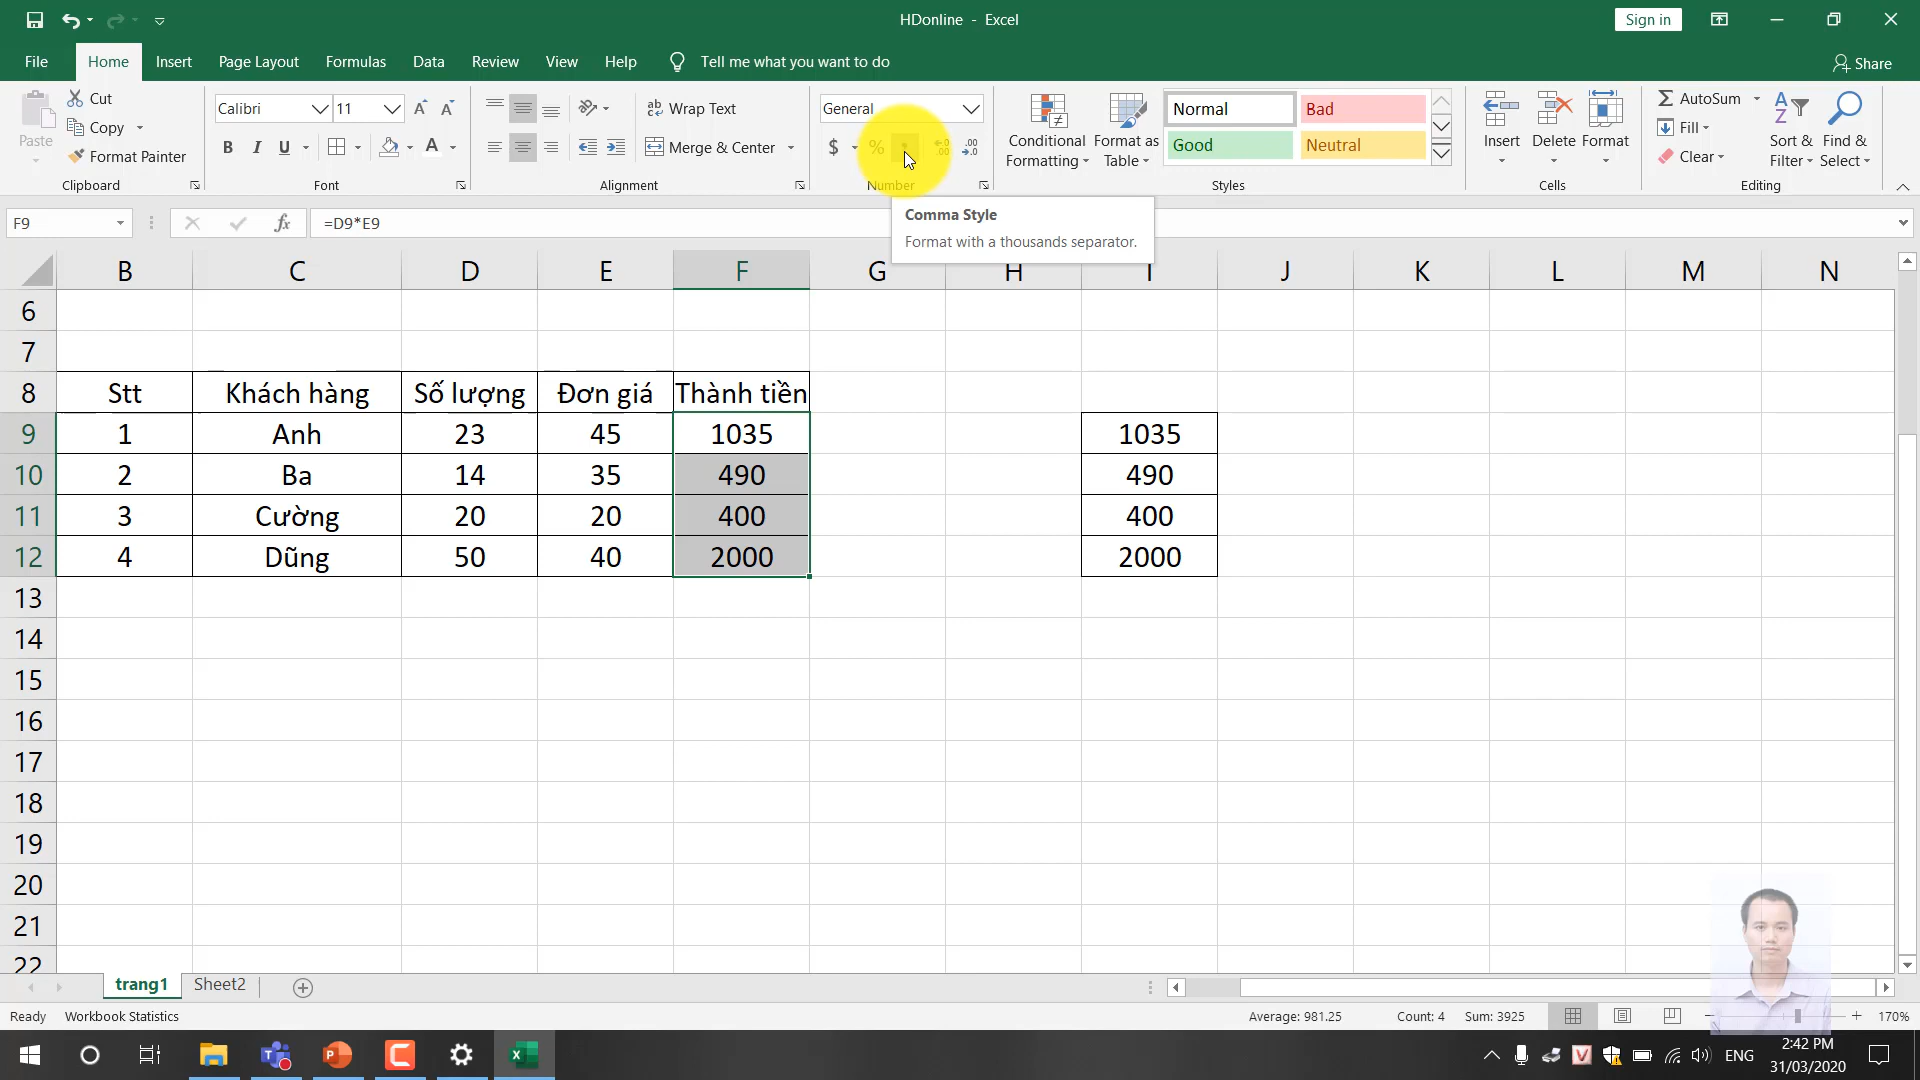 HDonline - Excel
Sign in
File Home Insert Page Layout Formulas Data Review View Help Tell me what you want to do
Share
Paste
Cut
Copy
Format Painter
Clipboard
Calibri 11
B I U
Font
Wrap Text
Merge & Center
Alignment
General
$ %
Number
Conditional Formatting
Format as Table
Normal Bad
Good Neutral
Styles
Insert Delete Format
Cells
AutoSum
Fill
Clear
Sort & Filter
Find & Select
Editing
F9 fx =D9*E9
Comma Style
Format with a thousands separator.
B C D E F G H I J K L M N
6
7
8 Stt Khách hàng Số lượng Đơn giá Thành tiền
9 1 Anh 23 45 1035 1035
10 2 Ba 14 35 490 490
11 3 Cường 20 20 400 400
12 4 Dũng 50 40 2000 2000
13
14
15
16
17
18
19
20
21
22
trang1 Sheet2
Ready Workbook Statistics Average: 981.25 Count: 4 Sum: 3925 170%
ENG 2:42 PM
31/03/2020